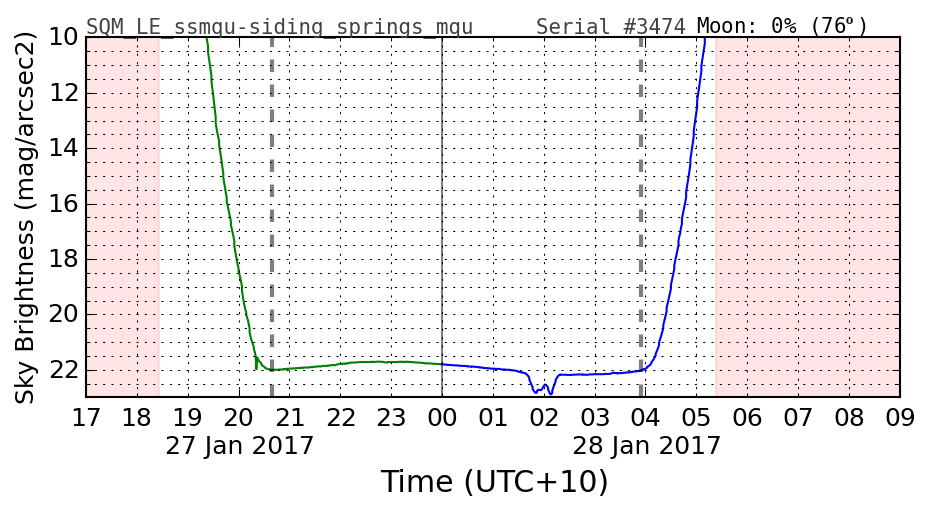 SQM_LE_ssmqu-siding_springs_mqu Serial #3474 Moon: 0% (76º)
Sky Brightness (mag/arcsec2)
10
12
14
16
18
20
22
17 18 19 20 21 22 23 00 01 02 03 04 05 06 07 08 09
27 Jan 2017 28 Jan 2017
Time (UTC+10)